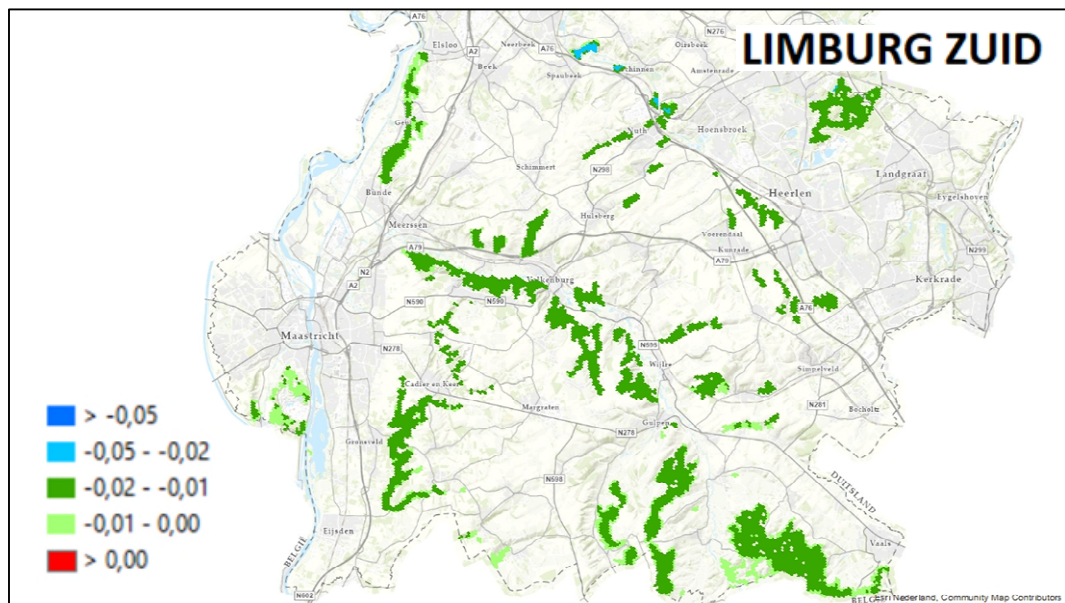 LIMBURG ZUID
A76
Elsloo
A2
Neerbeek
A76
N276
Oirsbeek
Beek
Spaubeek
Schinnen
Amstenrade
Geu
Nuth
Hoensbroek
Schimmert
N298
Landgraaf
Heerlen
Eygelshoven
Bunde
Hulsberg
Meerssen
Voerendaal
Kunrade
N299
A79
A79
N2
Valkenburg
Kerkrade
A2
N590
N590
A76
Maastricht
N278
N595
Wijlre
Simpelveld
Cadier en Keer
Margraten
N281
Bocholtz
Gulpen
N278
Gronsveld
N598
DUITSLAND
Eijsden
Vaals
BELGIË
N602
BELGIË
> -0,05
-0,05 - -0,02
-0,02 - -0,01
-0,01 - 0,00
> 0,00
Esri Nederland, Community Map Contributors